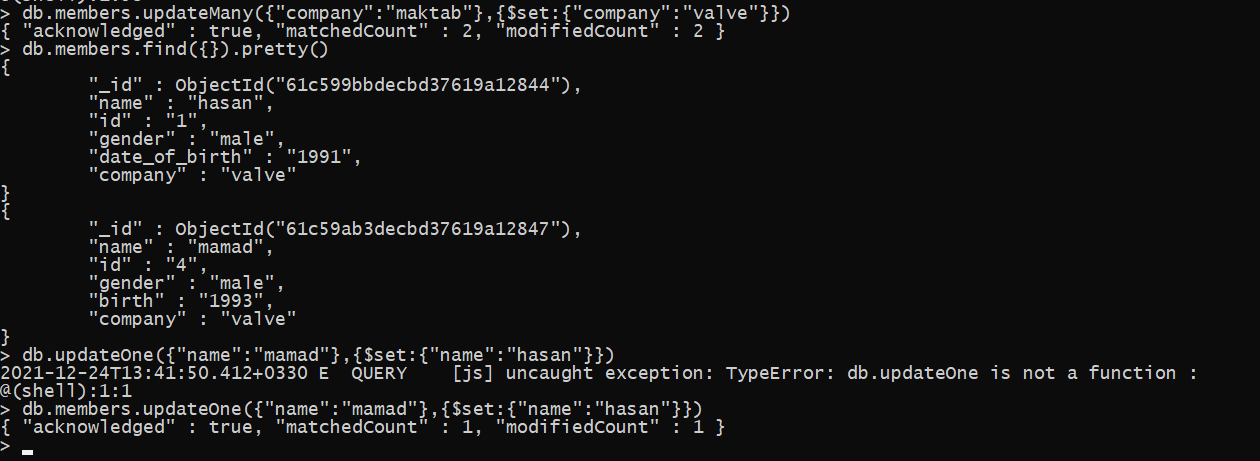 > db.members.updateMany({"company":"maktab"},{$set:{"company":"valve"}})
{ "acknowledged" : true, "matchedCount" : 2, "modifiedCount" : 2 }
> db.members.find({}).pretty()
{
        "_id" : ObjectId("61c599bbdecbd37619a12844"),
        "name" : "hasan",
        "id" : "1",
        "gender" : "male",
        "date_of_birth" : "1991",
        "company" : "valve"
}
{
        "_id" : ObjectId("61c59ab3decbd37619a12847"),
        "name" : "mamad",
        "id" : "4",
        "gender" : "male",
        "birth" : "1993",
        "company" : "valve"
}
> db.updateOne({"name":"mamad"},{$set:{"name":"hasan"}})
2021-12-24T13:41:50.412+0330 E  QUERY    [js] uncaught exception: TypeError: db.updateOne is not a function :
@(shell):1:1
> db.members.updateOne({"name":"mamad"},{$set:{"name":"hasan"}})
{ "acknowledged" : true, "matchedCount" : 1, "modifiedCount" : 1 }
>